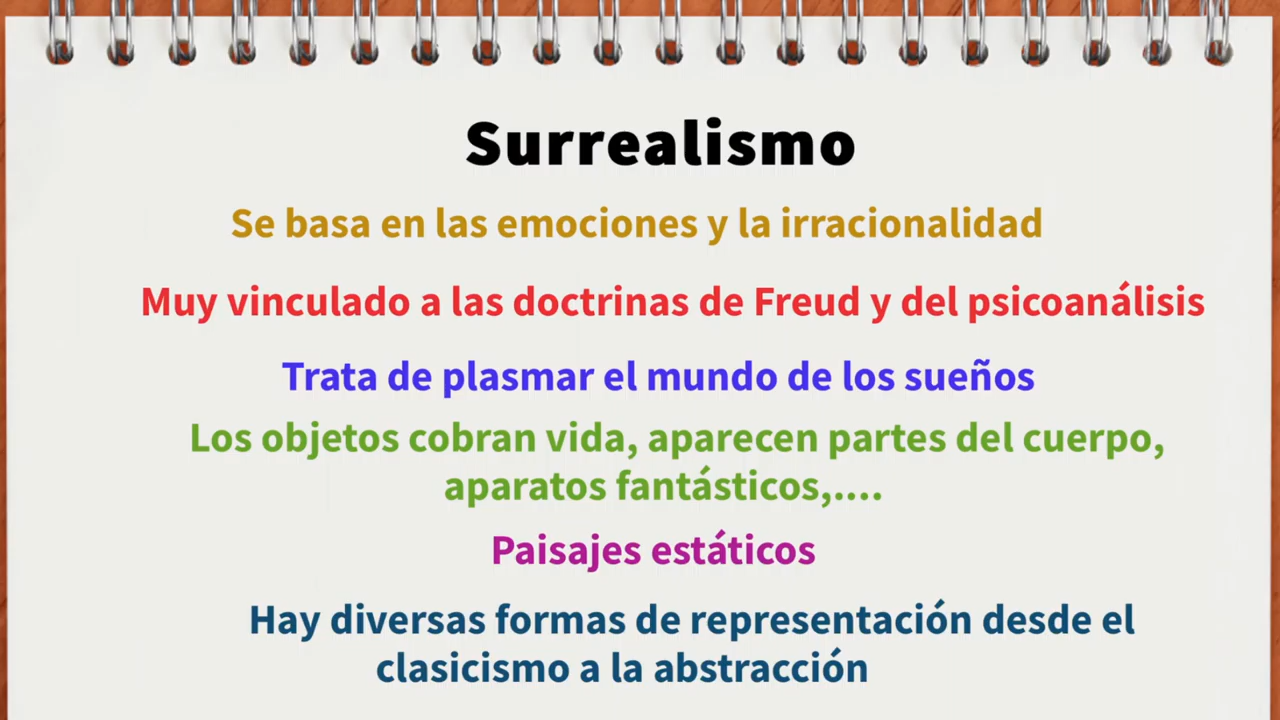 Surrealismo
Se basa en las emociones y la irracionalidad
Muy vinculado a las doctrinas de Freud y del psicoanálisis
Trata de plasmar el mundo de los sueños
Los objetos cobran vida, aparecen partes del cuerpo,
aparatos fantásticos,....
Paisajes estáticos
Hay diversas formas de representación desde el
clasicismo a la abstracción